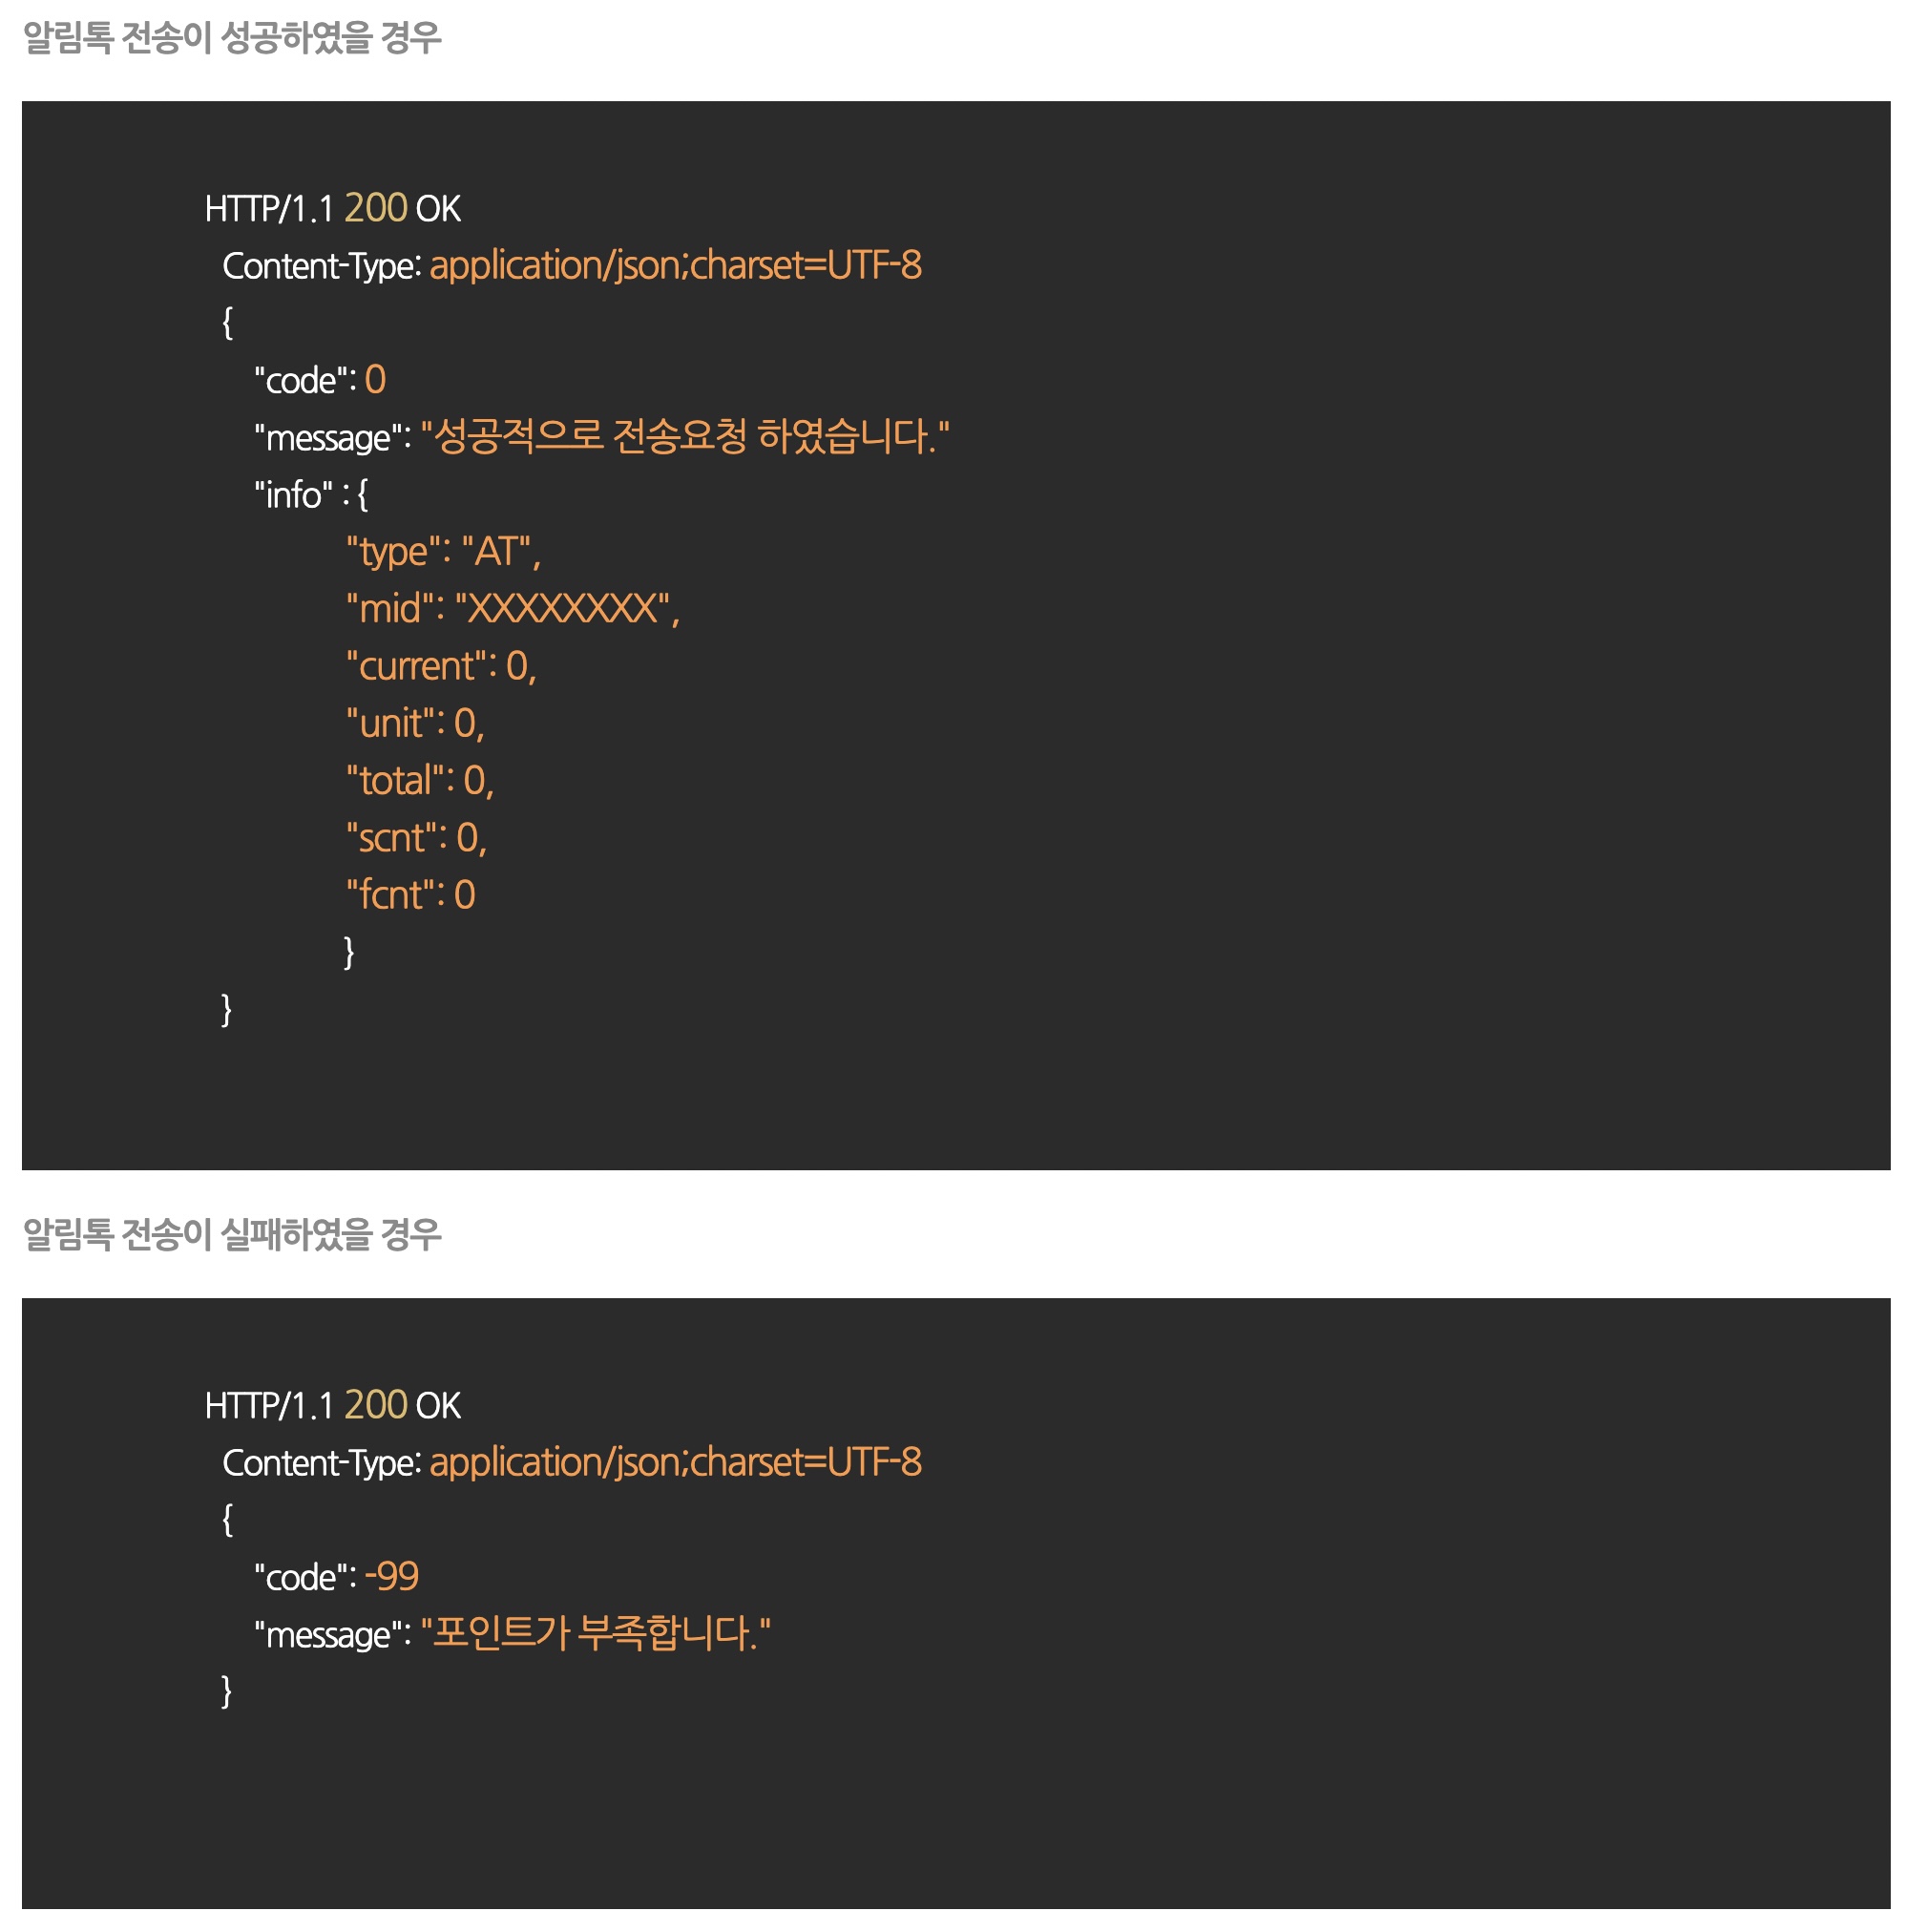 알림톡 전송이 성공하였을 경우
HTTP/1.1 200 OK
Content-Type: application/json;charset=UTF-8
{
"code": 0
"message": "성공적으로 전송요청 하였습니다."
"info" : {
"type": "AT",
"mid": "XXXXXXXX",
"current": 0,
"unit": 0,
"total": 0,
"scnt": 0,
"fcnt": 0
}
}
알림톡 전송이 실패하였을 경우
HTTP/1.1 200 OK
Content-Type: application/json;charset=UTF-8
{
"code": -99
"message": "포인트가 부족합니다."
}